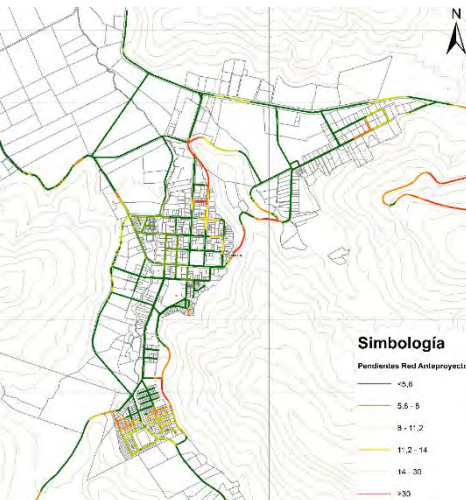 N
Simbología
Pendientes Red Anteproyecto
<5,6
5,6 - 8
8 - 11,2
11,2 - 14
14 - 30
>30